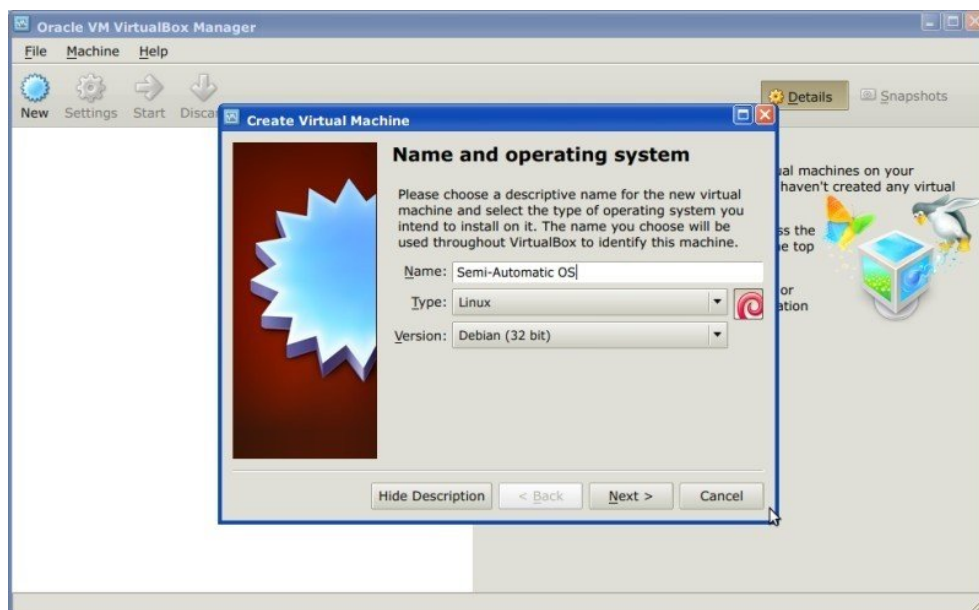 Oracle VM VirtualBox Manager
File Machine Help
New Settings Start
Details Snapshots
Create Virtual Machine
Name and operating system
Please choose a descriptive name for the new virtual
machine and select the type of operating system you
intend to install on it. The name you choose will be
used throughout VirtualBox to identify this machine.
Name: Semi-Automatic OS
Type: Linux
Version: Debian (32 bit)
Hide Description < Back Next > Cancel
machines on your
haven't created any virtual
the
top
or